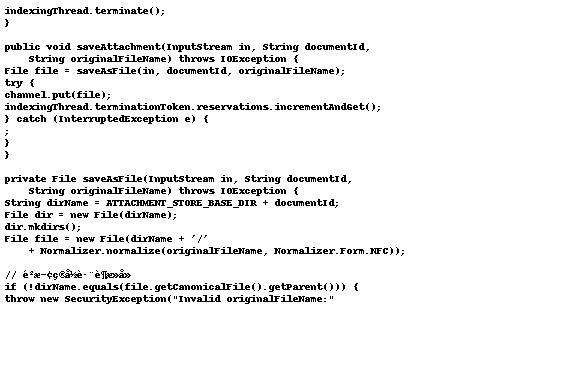 indexingThread.terminate();
}
public void saveAttachment(InputStream in, String documentId,
String originalFileName) throws IOException {
File file = saveAsFile(in, documentId, originalFileName);
try {
channel.put(file);
indexingThread.terminationToken.reservations.incrementAndGet();
} catch (InterruptedException e) {
;
}
}
private File saveAsFile(InputStream in, String documentId,
String originalFileName) throws IOException {
String dirName = ATTACHMENT_STORE_BASE_DIR + documentId;
File dir = new File(dirName);
dir.mkdirs();
File file = new File(dirName + '/'
+ Normalizer.normalize(originalFileName, Normalizer.Form.NFC));
//
if (!dirName.equals(file.getCanonicalFile().getParent())) {
throw new SecurityException("Invalid originalFileName:"